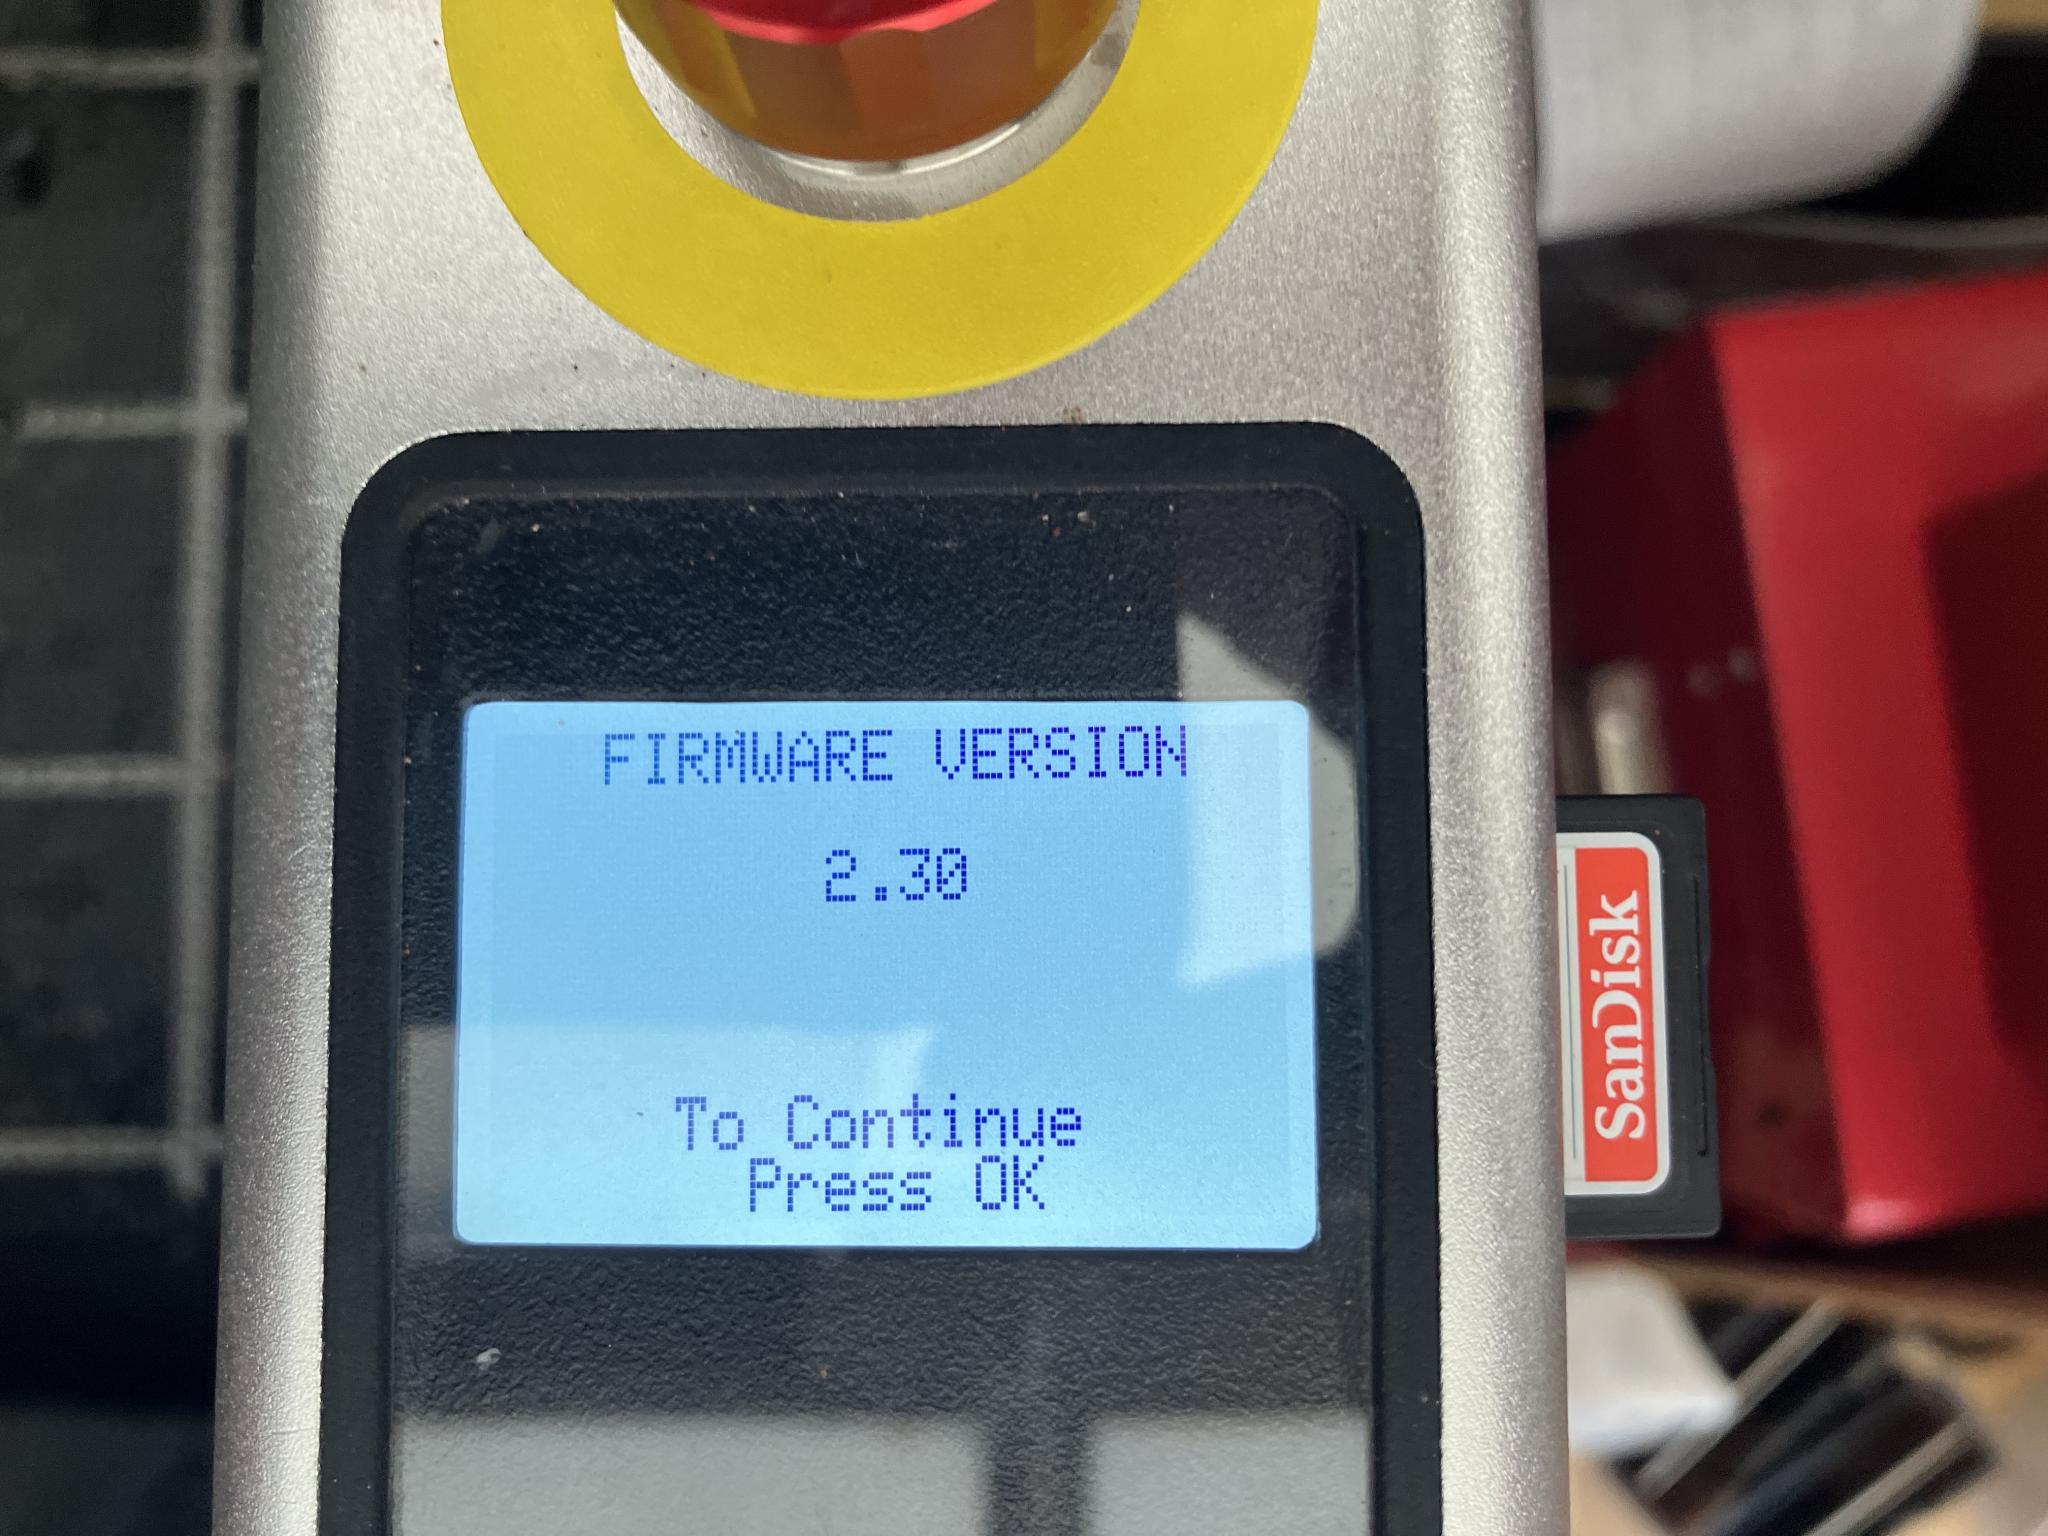 FIRMWARE VERSION
2.30
To Continue
Press OK
SanDisk